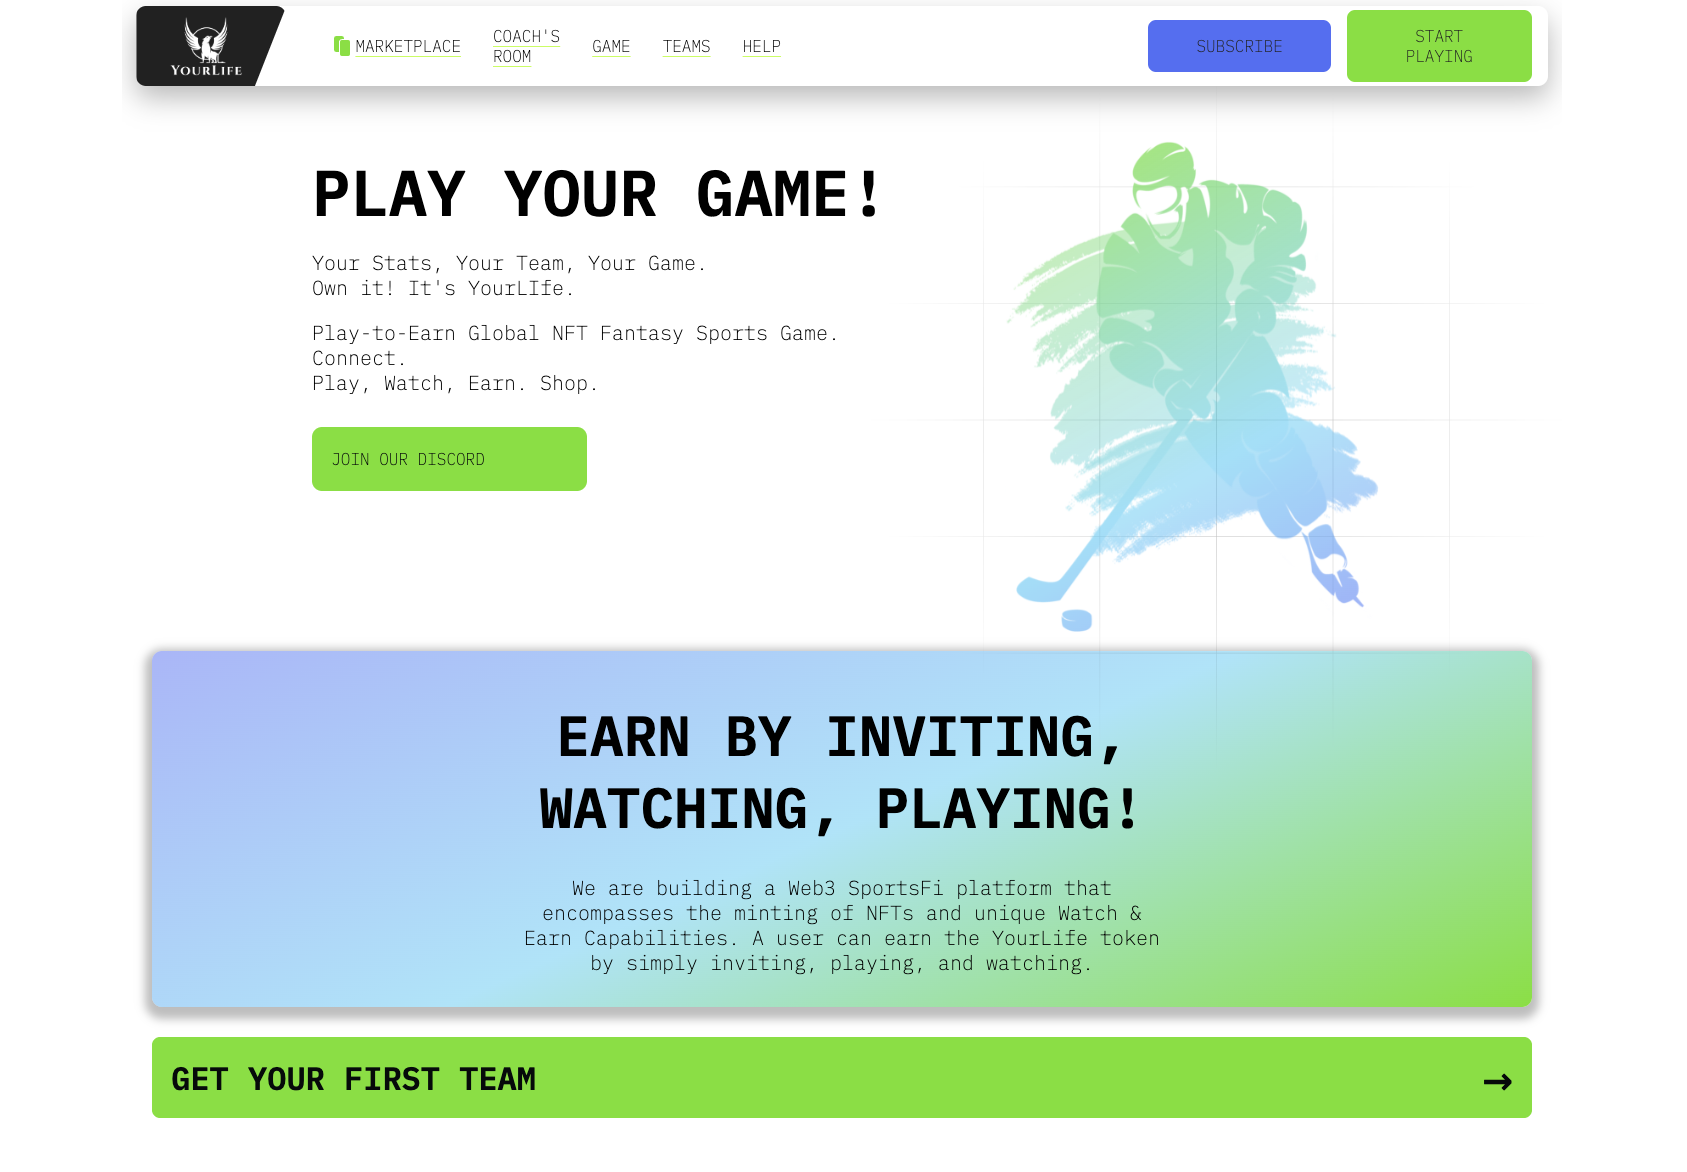 YOURLIFE
MARKETPLACE
COACH'S
ROOM
GAME
TEAMS
HELP
SUBSCRIBE
START
PLAYING
PLAY YOUR GAME!
Your Stats, Your Team, Your Game.
Own it! It's YourLIfe.
Play-to-Earn Global NFT Fantasy Sports Game.
Connect.
Play, Watch, Earn. Shop.
JOIN OUR DISCORD
EARN BY INVITING,
WATCHING, PLAYING!
We are building a Web3 SportsFi platform that
encompasses the minting of NFTs and unique Watch &
Earn Capabilities. A user can earn the YourLife token
by simply inviting, playing, and watching.
GET YOUR FIRST TEAM →